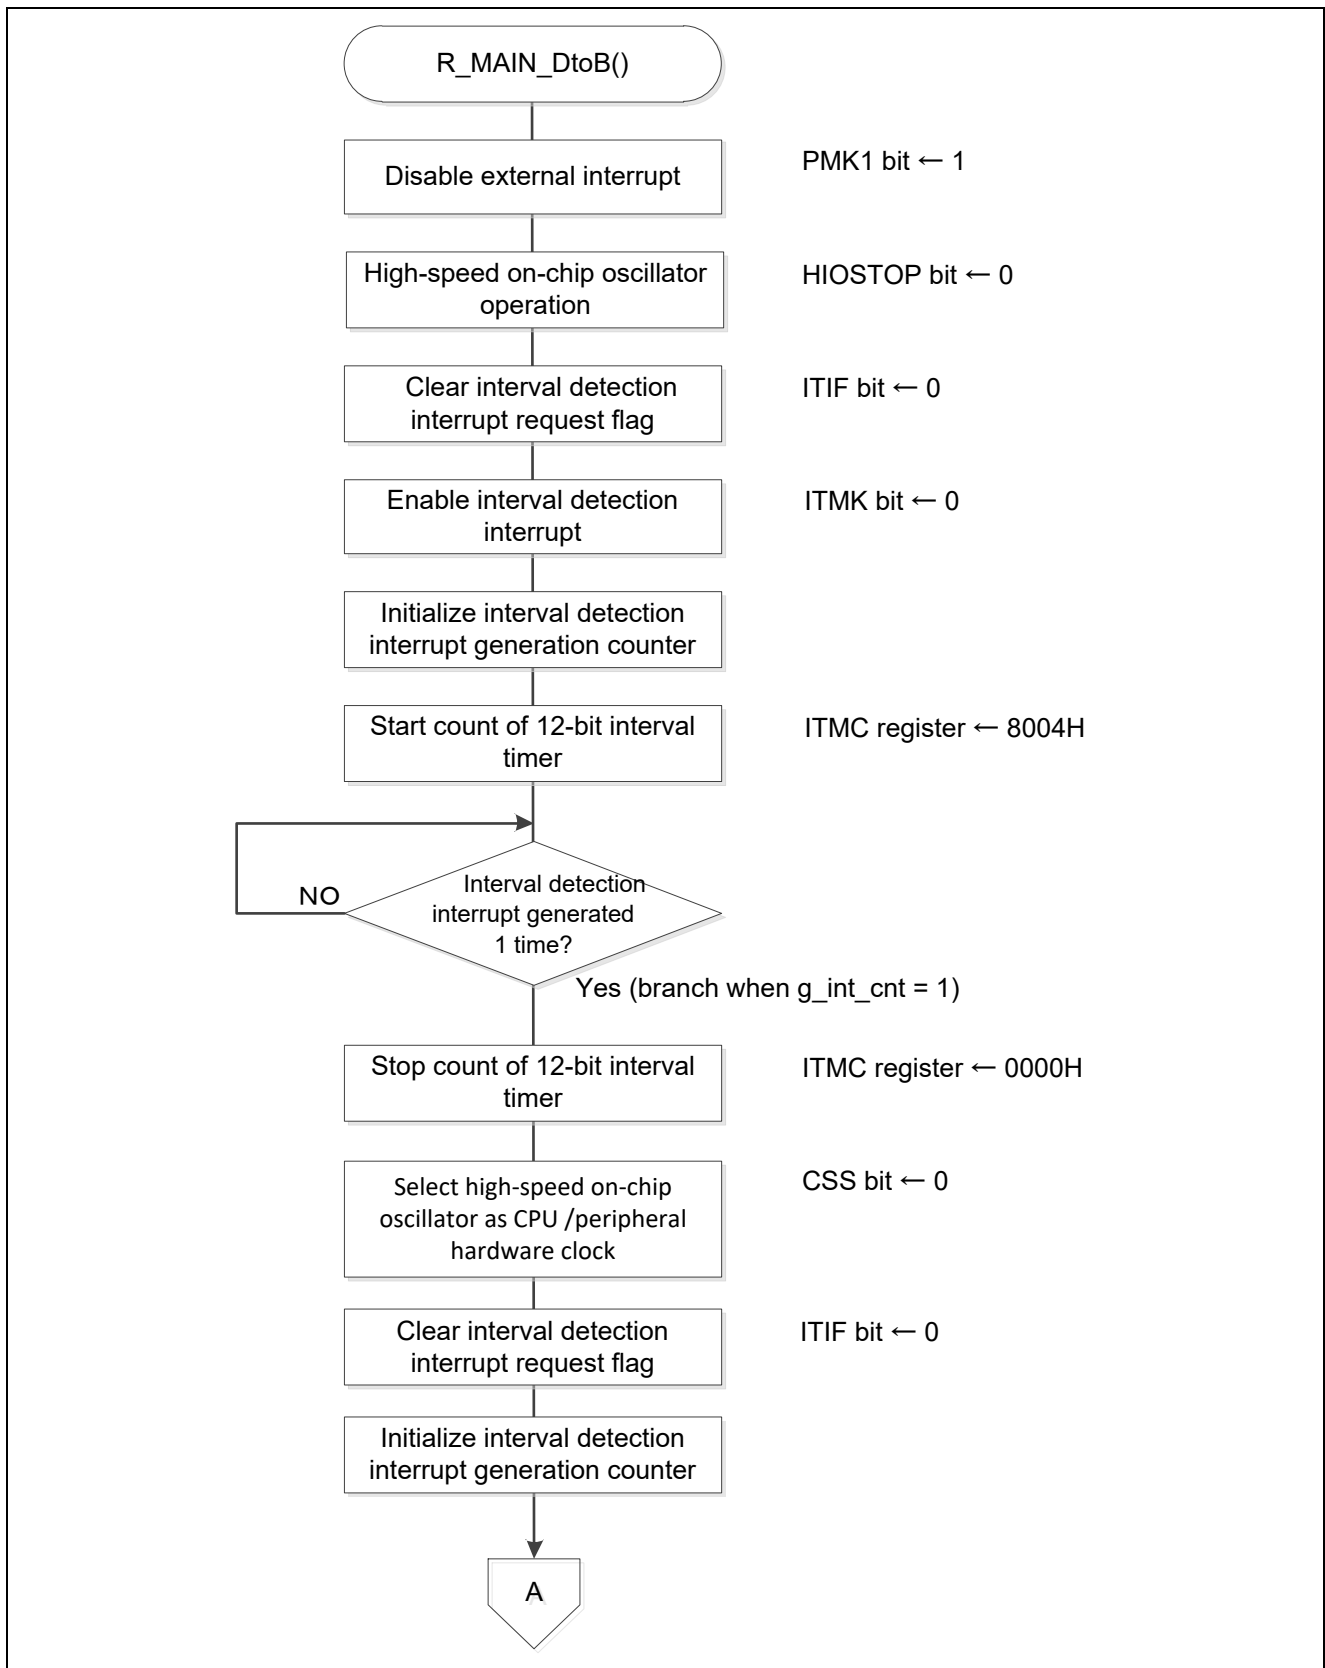 R_MAIN_DtoB()
Disable external interrupt
PMK1 bit ← 1
High-speed on-chip oscillator
operation
HIOSTOP bit ← 0
Clear interval detection
interrupt request flag
ITIF bit ← 0
Enable interval detection
interrupt
ITMK bit ← 0
Initialize interval detection
interrupt generation counter
Start count of 12-bit interval
timer
ITMC register ← 8004H
NO
Interval detection
interrupt generated
1 time?
Yes (branch when g_int_cnt = 1)
Stop count of 12-bit interval
timer
ITMC register ← 0000H
Select high-speed on-chip
oscillator as CPU /peripheral
hardware clock
CSS bit ← 0
Clear interval detection
interrupt request flag
ITIF bit ← 0
Initialize interval detection
interrupt generation counter
A